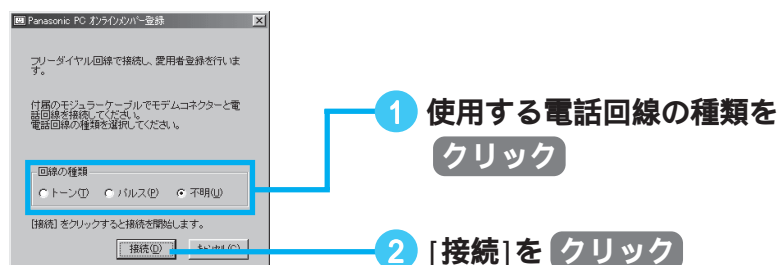 Panasonic PC オンラインメンバー登録
フリーダイヤル回線で接続し、愛用者登録を行いま
す。
付属のモジュラーケーブルでモデムコネクターと電
話回線を接続してください。
電話回線の種類を選択してください。
回線の種類
トーン(T) パルス(P) 不明(U)
[接続]をクリックすると接続を開始します。
接続(D) キャンセル(C)
1 使用する電話回線の種類を
クリック
2 [接続]を クリック